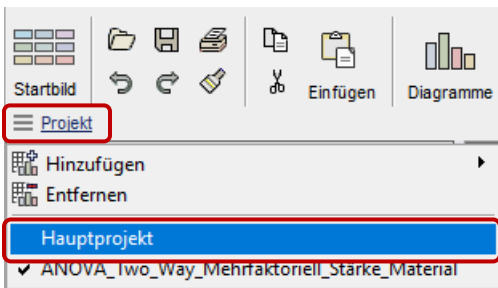 Startbild
Einfügen
Diagramme
Projekt
Hinzufügen
Entfernen
Hauptprojekt
ANOVA_Two_Way_Mehrfaktoriell_Stärke_Material